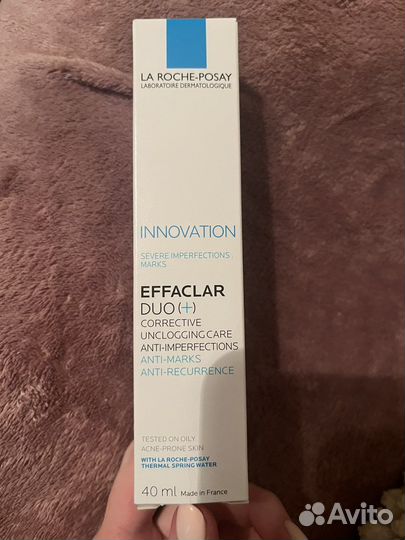 LA ROCHE-POSAY
LABORATOIRE DERMATOLOGIQUE
INNOVATION
SEVERE IMPERFECTIONS,
MARKS
EFFACLAR
DUO(+)
CORRECTIVE
UNCLOGGING CARE
ANTI-IMPERFECTIONS
ANTI-MARKS
ANTI-RECURRENCE
TESTED ON OILY
ACNE-PRONE SKIN
WITH LA ROCHE-POSAY
THERMAL SPRING WATER
40 ml Made in France
Avito